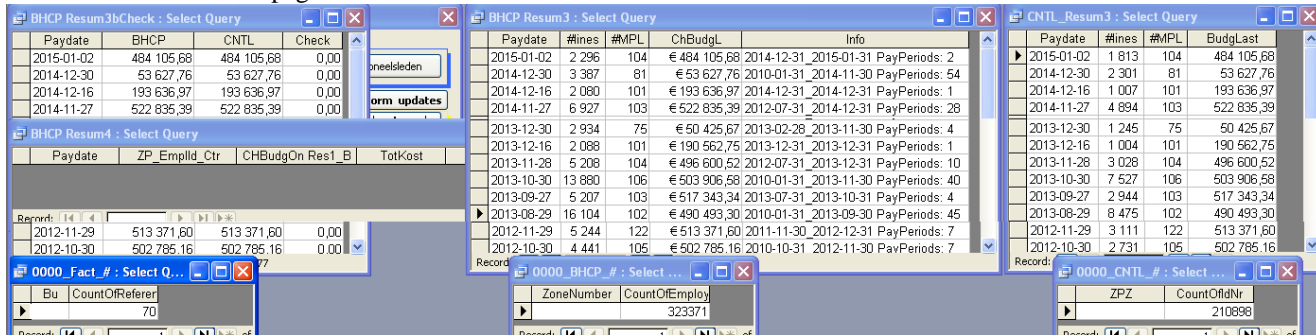 BHCP Resum3bCheck : Select Query
Paydate BHCP CNTL Check
2015-01-02 484 105,68 484 105,68 0,00
2014-12-30 53 627,76 53 627,76 0,00
2014-12-16 193 636,97 193 636,97 0,00
2014-11-27 522 835,39 522 835,39 0,00
oneelsleden
orm updates
BHCP Resum4 : Select Query
Paydate ZP_EmplId_Ctr CHBudgOn Res1_B TotKost
Record:
2012-11-29 513 371,60 513 371,60 0,00
2012-10-30 502 785,16 502 785,16 0,00
77
BHCP Resum3 : Select Query
Paydate #lines #MPL ChBudgL Info
2015-01-02 2 296 104 € 484 105,68 2014-12-31_2015-01-31 PayPeriods: 2
2014-12-30 3 387 81 € 53 627,76 2010-01-31_2014-11-30 PayPeriods: 54
2014-12-16 2 080 101 € 193 636,97 2014-12-31_2014-12-31 PayPeriods: 1
2014-11-27 6 927 103 € 522 835,39 2012-07-31_2014-12-31 PayPeriods: 28
2013-12-30 2 934 75 € 50 425,67 2013-02-28_2013-11-30 PayPeriods: 4
2013-12-16 2 088 101 € 190 562,75 2013-12-31_2013-12-31 PayPeriods: 1
2013-11-28 5 208 104 € 496 600,52 2012-07-31_2013-12-31 PayPeriods: 10
2013-10-30 13 880 106 € 503 906,58 2010-01-31_2013-11-30 PayPeriods: 40
2013-09-27 5 207 103 € 517 343,34 2013-07-31_2013-10-31 PayPeriods: 4
2013-08-29 16 104 102 € 490 493,30 2010-01-31_2013-09-30 PayPeriods: 45
2012-11-29 5 244 122 € 513 371,60 2011-11-30_2012-12-31 PayPeriods: 7
2012-10-30 4 441 105 € 502 785,16 2010-10-31_2012-11-30 PayPeriods: 7
Record:
CNTL_Resum3 : Select Query
Paydate #lines #MPL BudgLast
2015-01-02 1 813 104 484 105,68
2014-12-30 2 301 81 53 627,76
2014-12-16 1 007 101 193 636,97
2014-11-27 4 894 103 522 835,39
2013-12-30 1 245 75 50 425,67
2013-12-16 1 004 101 190 562,75
2013-11-28 3 028 104 496 600,52
2013-10-30 7 527 106 503 906,58
2013-09-27 2 944 103 517 343,34
2013-08-29 8 475 102 490 493,30
2012-11-29 3 111 122 513 371,60
2012-10-30 2 731 105 502 785,16
Record:
0000_Fact_# : Select Q...
Bu CountOfReferer
70
Record: 1 of
0000_BHCP_# : Select ...
ZoneNumber CountOfEmploy
323371
Record: 1 of
0000_CNTL_# : Select ...
ZPZ CountOfIdNr
210898
Record: 1 of